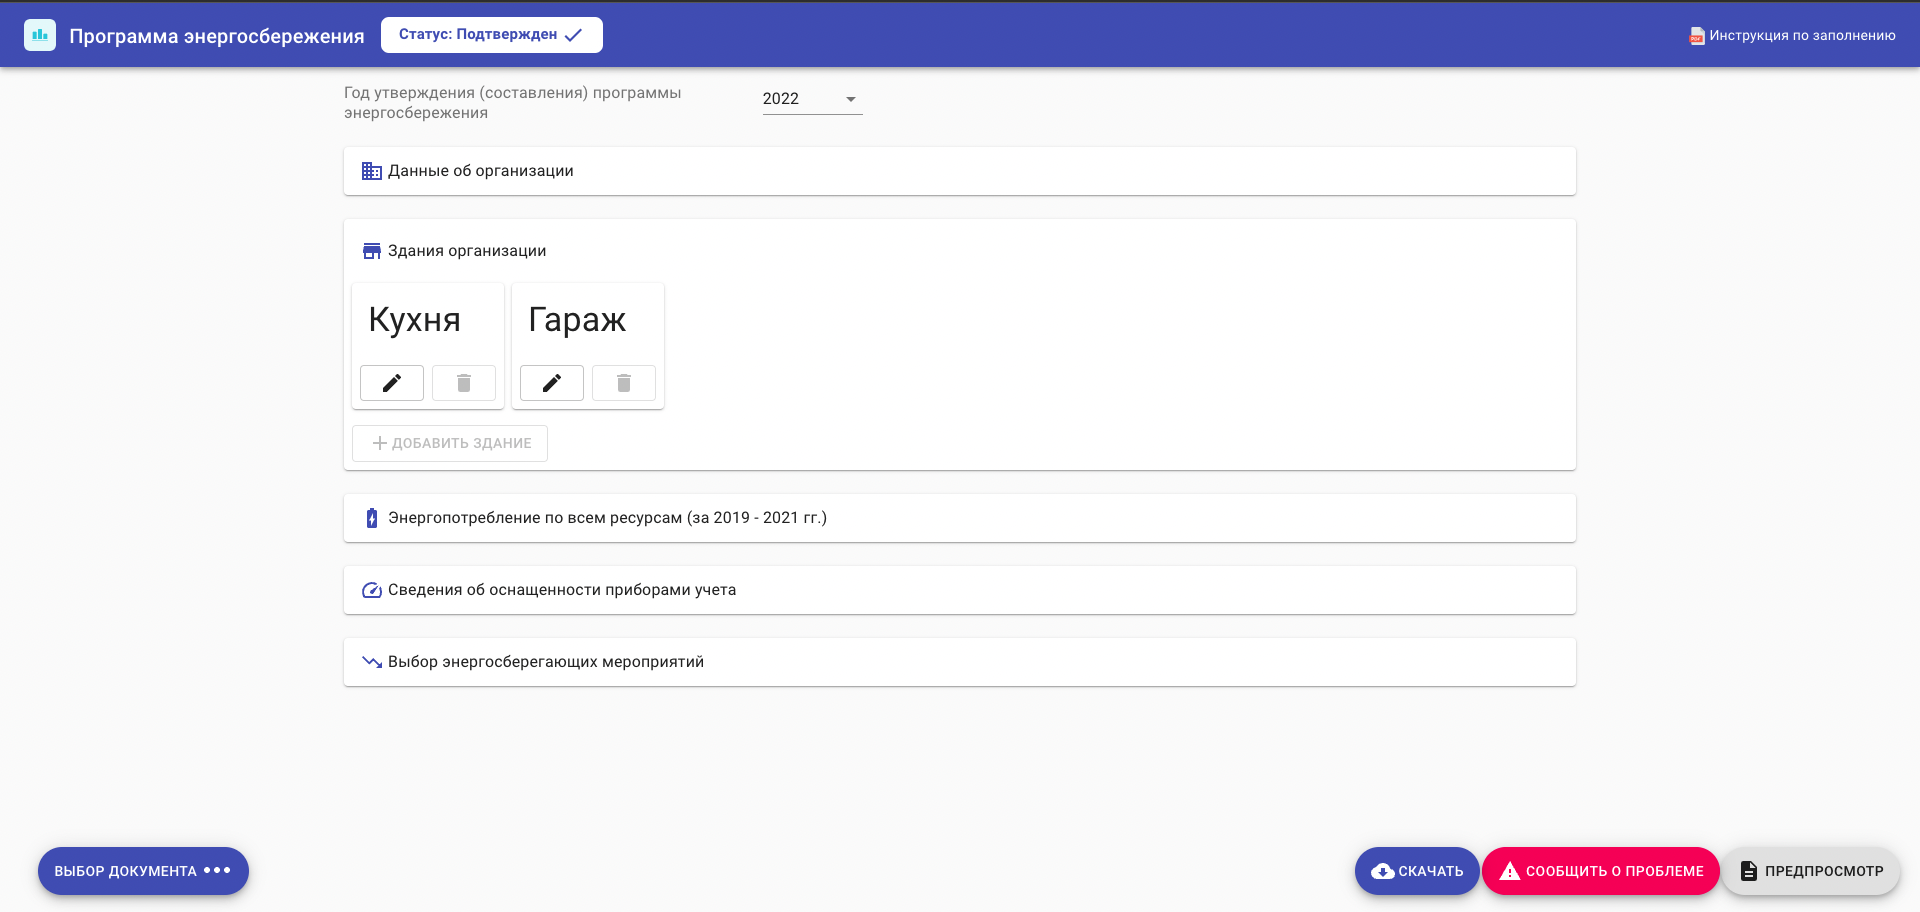 Программа энергосбережения
Статус: Подтвержден
Инструкция по заполнению
Год утверждения (составления) программы
энергосбережения
2022
Данные об организации
Здания организации
Кухня
Гараж
ДОБАВИТЬ ЗДАНИЕ
Энергопотребление по всем ресурсам (за 2019 - 2021 гг.)
Сведения об оснащенности приборами учета
Выбор энергосберегающих мероприятий
ВЫБОР ДОКУМЕНТА
СКАЧАТЬ
СООБЩИТЬ О ПРОБЛЕМЕ
ПРЕДПРОСМОТР